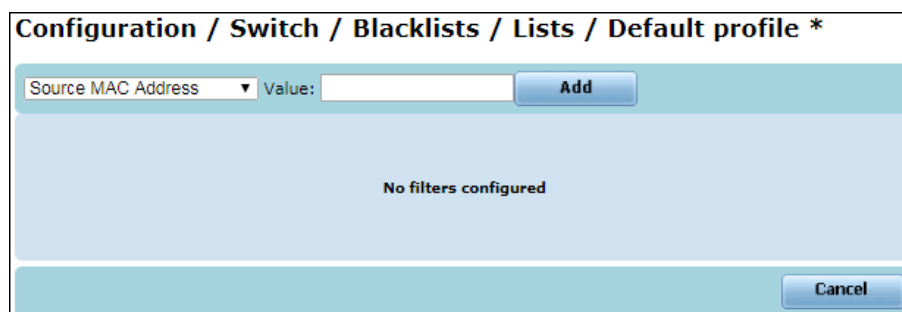 Configuration / Switch / Blacklists / Lists / Default profile *
Source MAC Address Value: Add
No filters configured
Cancel